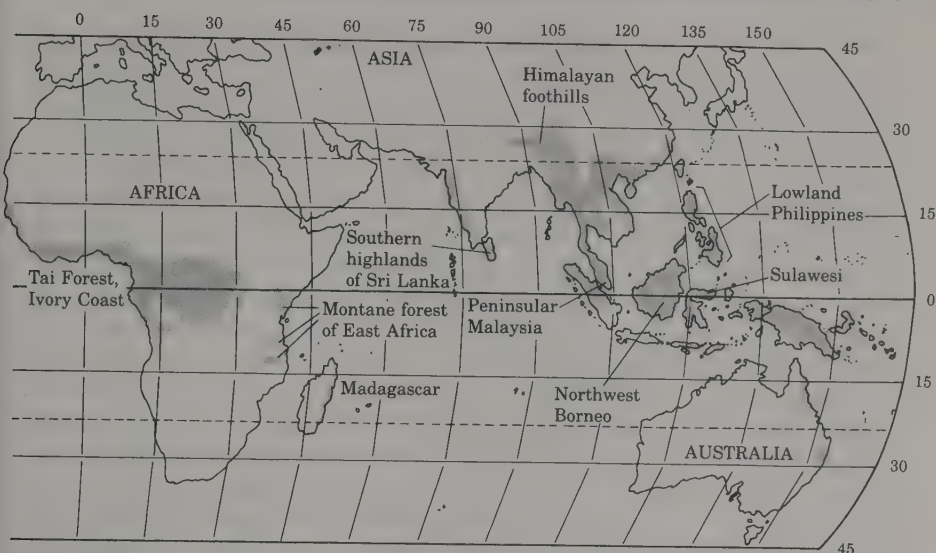 0 15 30 45 60 75 90 105 120 135 150
45
ASIA
Himalayan
foothills
30
AFRICA
Lowland
Philippines
15
Southern
highlands
of Sri Lanka
Sulawesi
Tai Forest,
Ivory Coast
0
Peninsular
Malaysia
Montane forest
of East Africa
Madagascar
15
Northwest
Borneo
AUSTRALIA
30
45